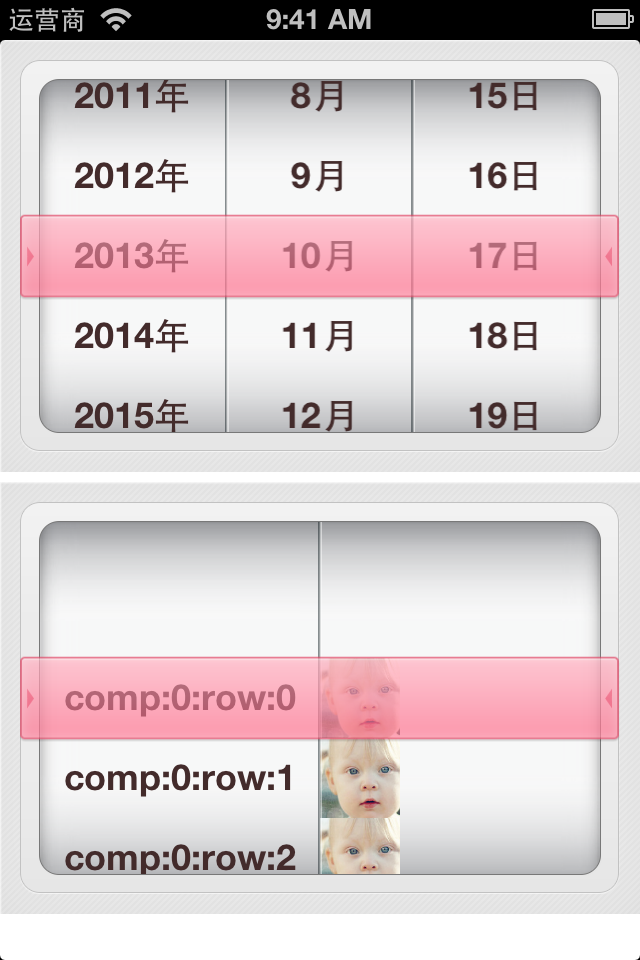 运营商 9:41 AM
2011年 8月 15日
2012年 9月 16日
2013年 10月 17日
2014年 11月 18日
2015年 12月 19日
comp:0:row:0
comp:0:row:1
comp:0:row:2